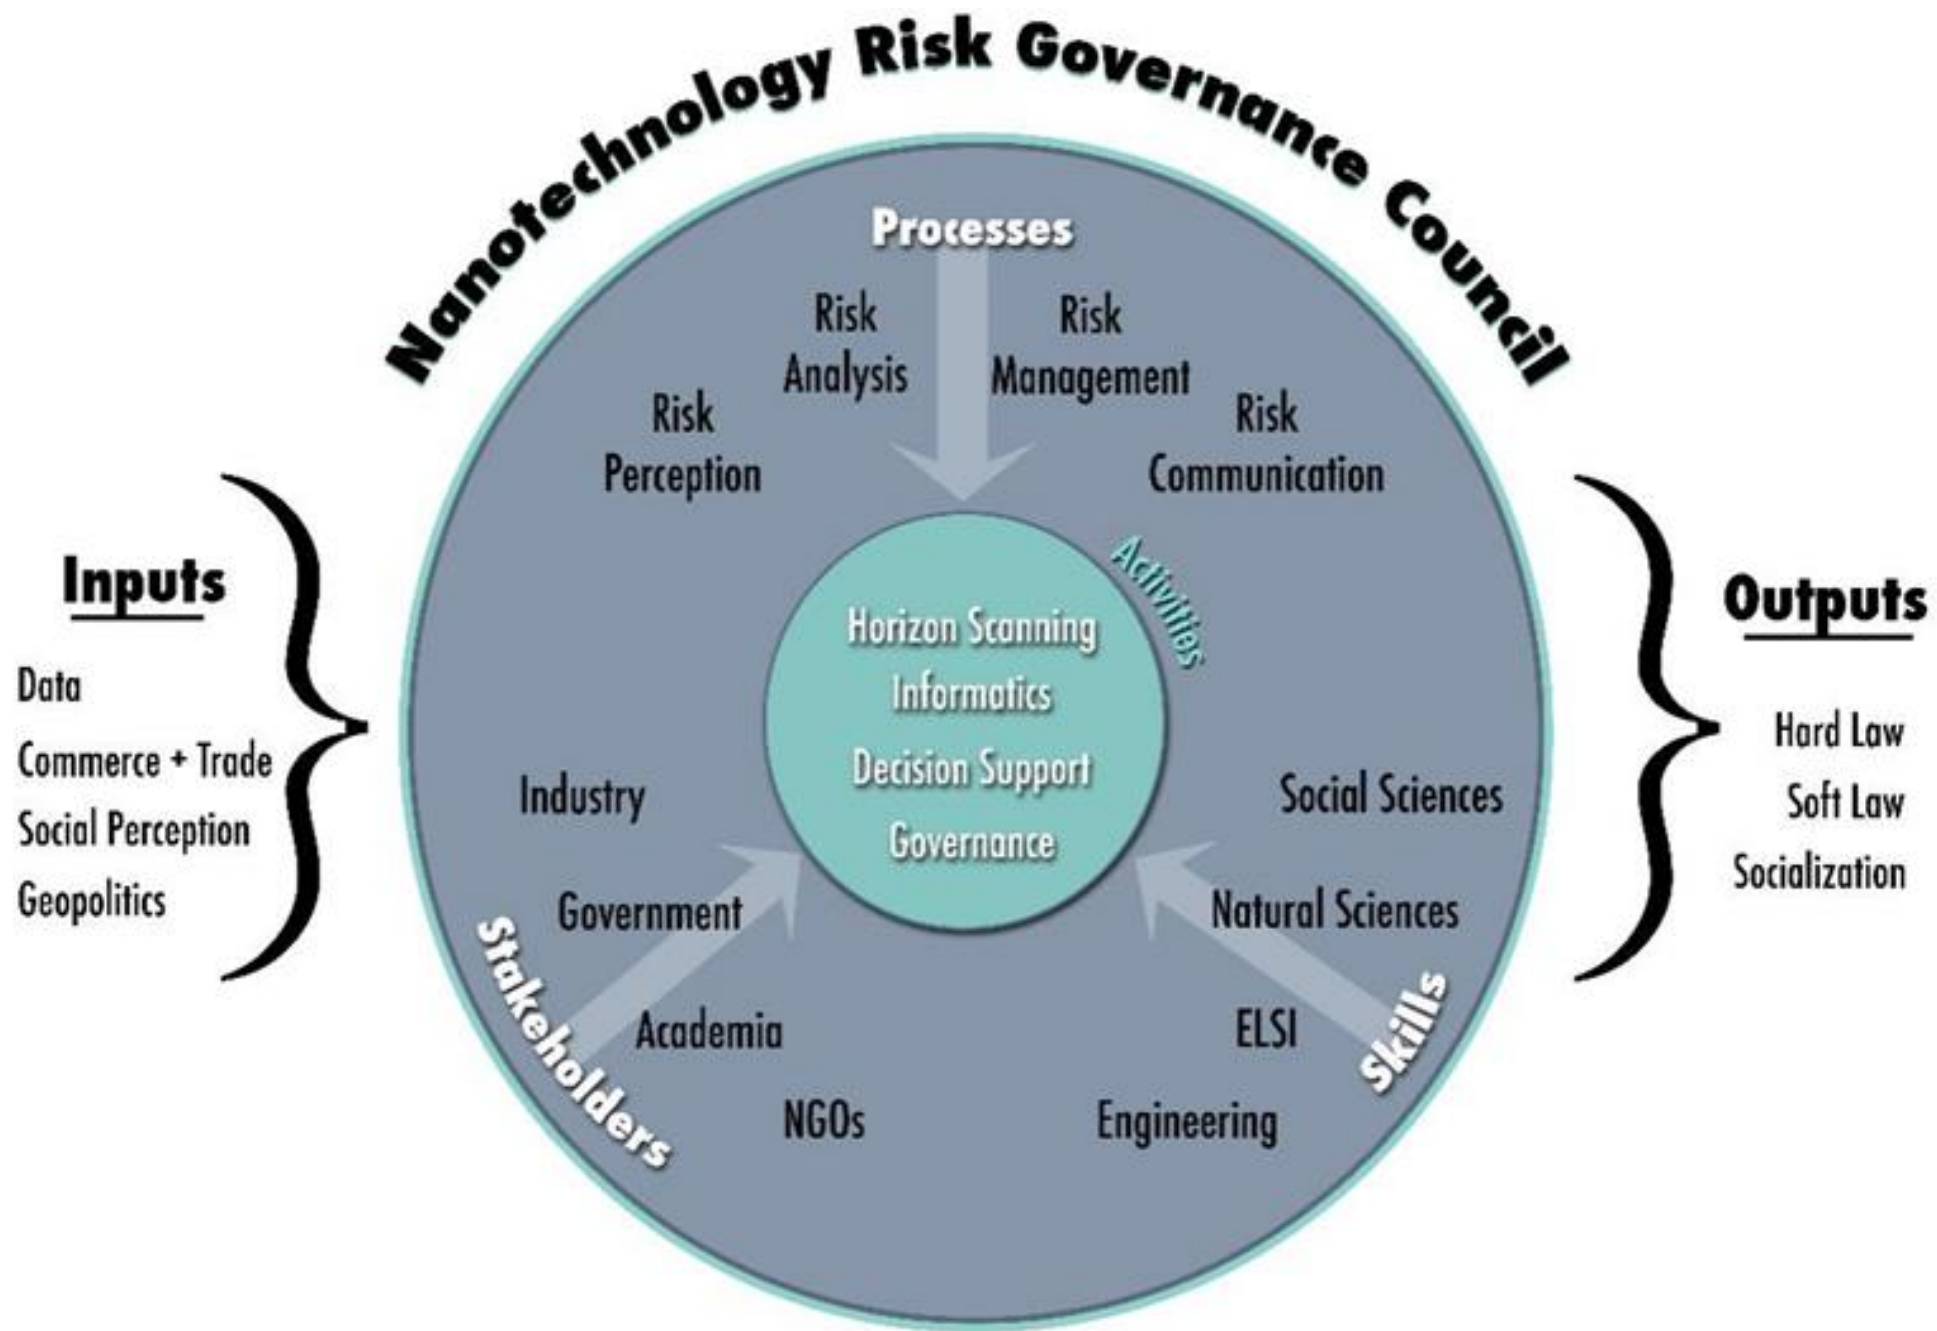 Nanotechnology Risk Governance Council
Processes
Risk
Analysis
Risk
Management
Risk
Perception
Risk
Communication
Inputs
Data
Commerce + Trade
Social Perception
Geopolitics
Activities
Horizon Scanning
Informatics
Decision Support
Governance
Industry
Government
Academia
NGOs
Stakeholders
Social Sciences
Natural Sciences
ELSI
Engineering
Skills
Outputs
Hard Law
Soft Law
Socialization